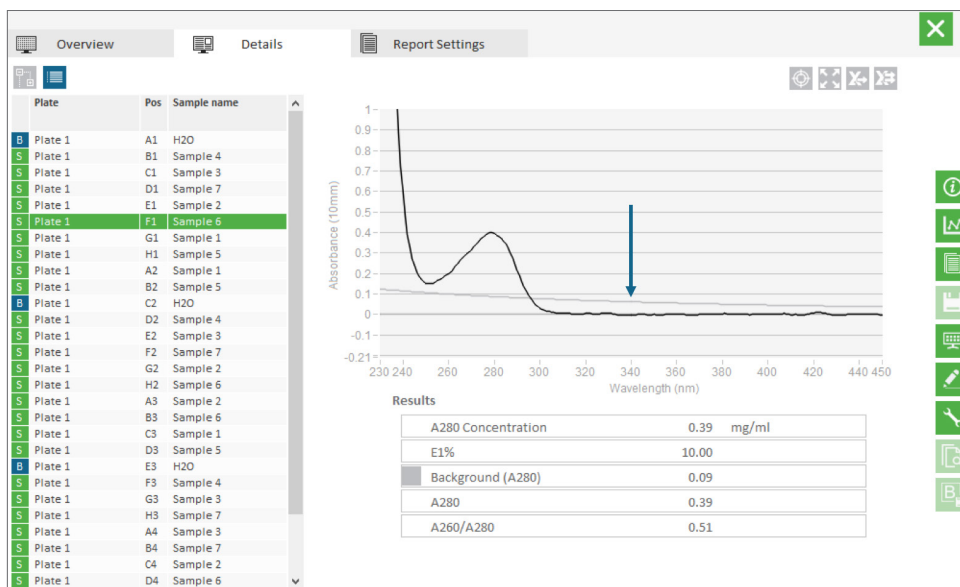 Overview Details Report Settings
Plate Pos Sample name
B Plate 1 A1 H2O
S Plate 1 B1 Sample 4
S Plate 1 C1 Sample 3
S Plate 1 D1 Sample 7
S Plate 1 E1 Sample 2
S Plate 1 F1 Sample 6
S Plate 1 G1 Sample 1
S Plate 1 H1 Sample 5
S Plate 1 A2 Sample 1
S Plate 1 B2 Sample 5
B Plate 1 C2 H2O
S Plate 1 D2 Sample 4
S Plate 1 E2 Sample 3
S Plate 1 F2 Sample 7
S Plate 1 G2 Sample 2
S Plate 1 H2 Sample 6
S Plate 1 A3 Sample 2
S Plate 1 B3 Sample 6
S Plate 1 C3 Sample 1
S Plate 1 D3 Sample 5
B Plate 1 E3 H2O
S Plate 1 F3 Sample 4
S Plate 1 G3 Sample 3
S Plate 1 H3 Sample 7
S Plate 1 A4 Sample 3
S Plate 1 B4 Sample 7
S Plate 1 C4 Sample 2
S Plate 1 D4 Sample 6
Absorbance (10mm)
1
0.9
0.8
0.7
0.6
0.5
0.4
0.3
0.2
0.1
0
-0.1
-0.21
230 240 260 280 300 320 340 360 380 400 420 440 450
Wavelength (nm)
Results
A280 Concentration 0.39 mg/ml
E1% 10.00
Background (A280) 0.09
A280 0.39
A260/A280 0.51
B